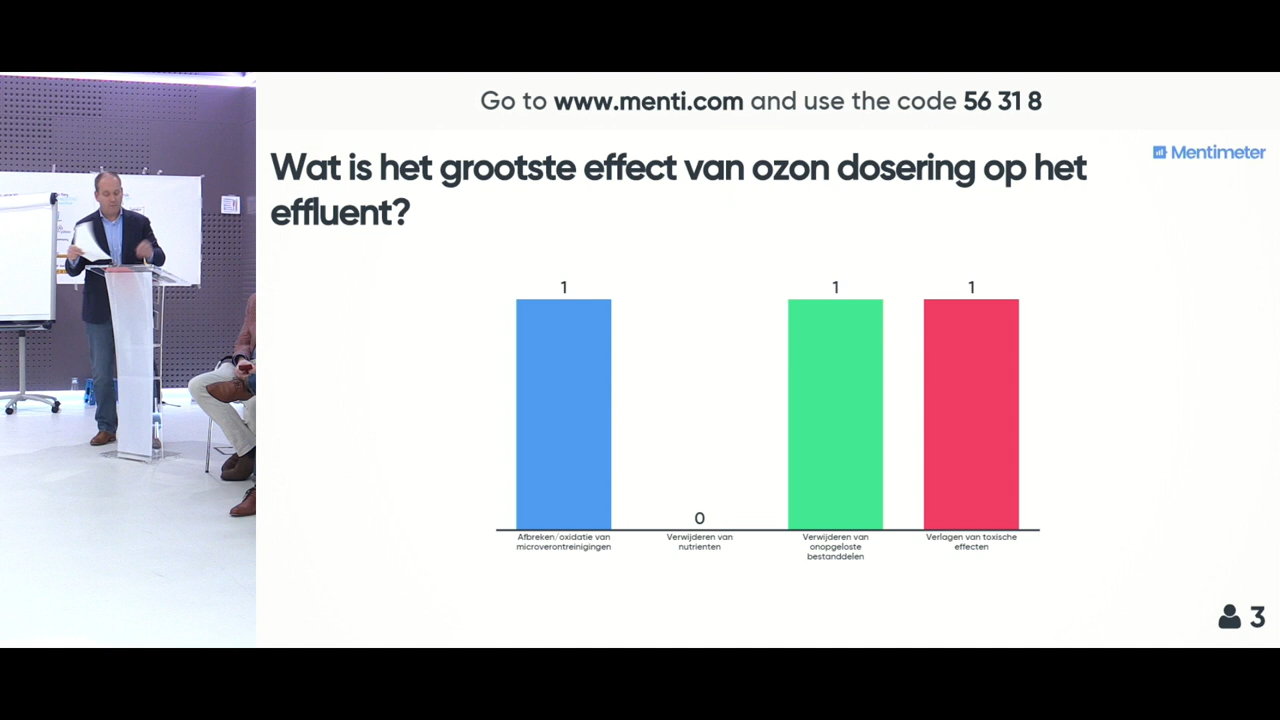 Go to www.menti.com and use the code 56 31 8
Mentimeter
Wat is het grootste effect van ozon dosering op het
effluent?
1
0
1
1
Afbreken/oxidatie van
microverontreinigingen
Verwijderen van
nutrienten
Verwijderen van
onopgeloste
bestanddelen
Verlagen van toxische
effecten
3